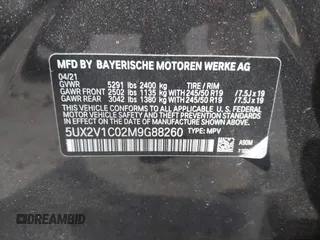 MFD BY BAYERISCHE MOTOREN WERKE AG
04/21
GVWR 5291 lbs 2400 kg TIRE / RIM
GAWR FRONT 2502 lbs 1135 kg WITH 245/50 R19 / 7.5J x 19
GAWR REAR 3042 lbs 1380 kg WITH 245/50 R19 / 7.5J x 19
THIS VEHICLE CONFORMS TO ALL APPLICABLE U.S. FEDERAL
MOTOR VEHICLE SAFETY STANDARDS IN EFFECT ON THE
DATE OF MANUFACTURE SHOWN ABOVE.
5UX2V1C02M9G88260 TYPE: MPV
A90M
DREAMBID